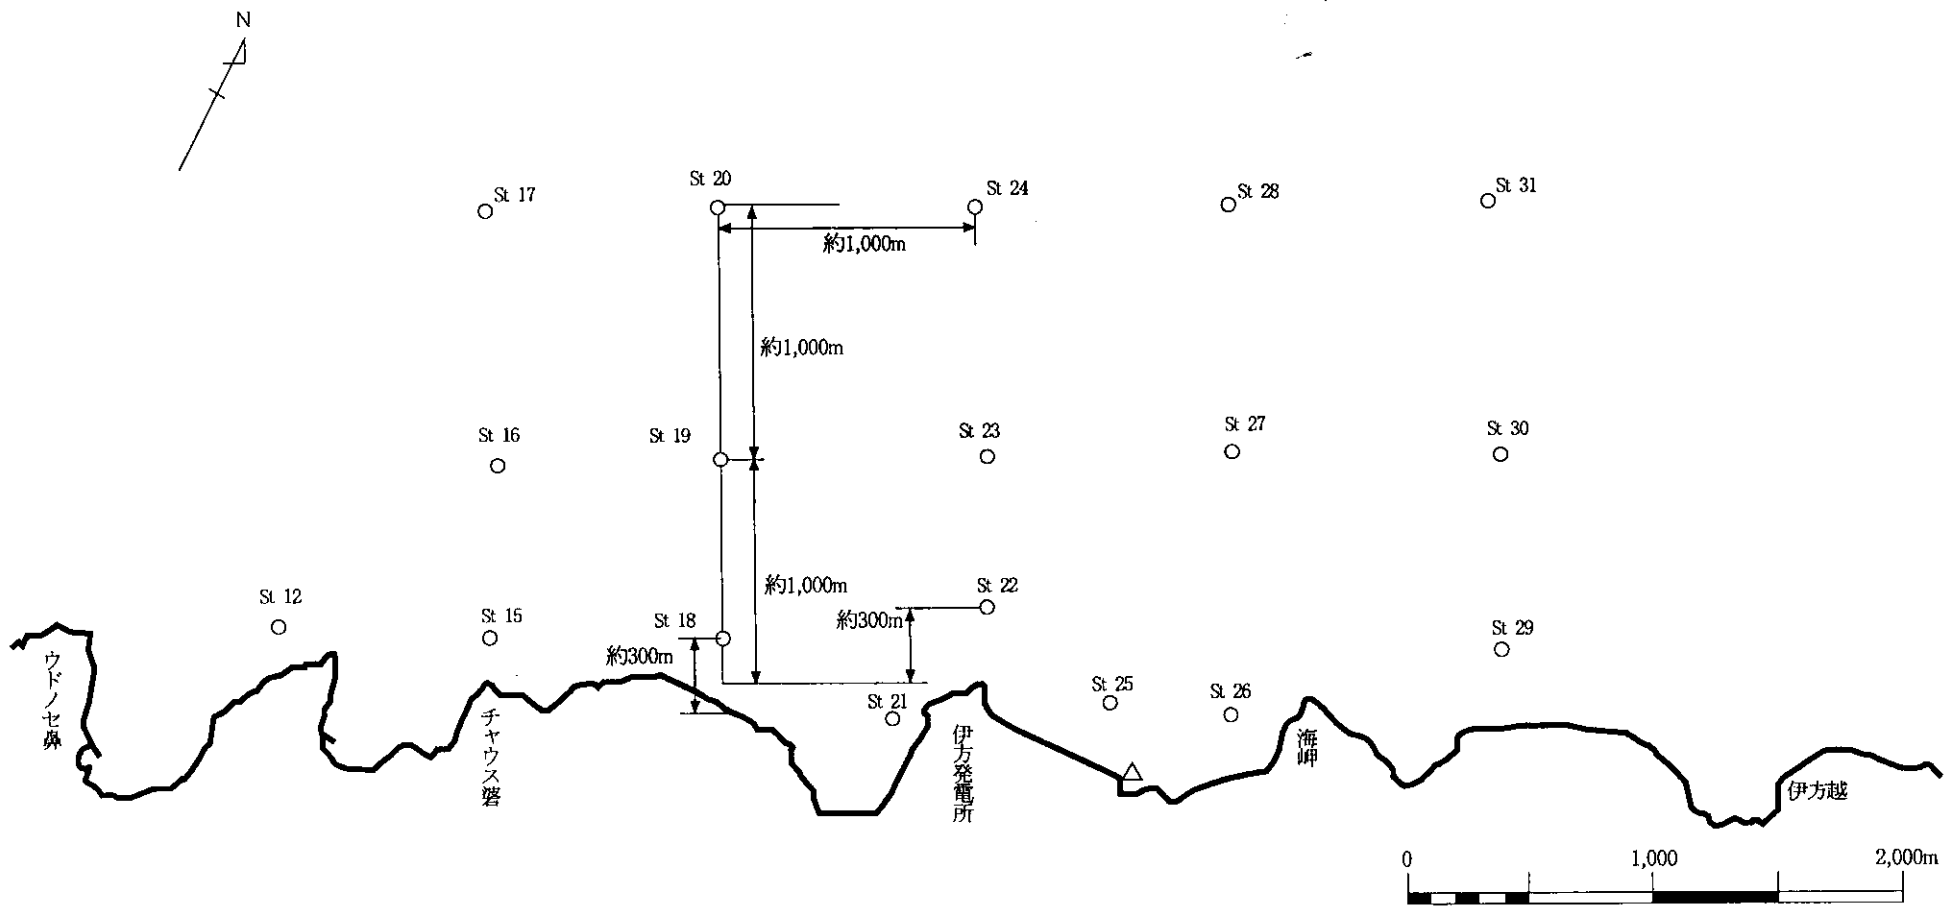 N
St 17
St 20
St 24
St 28
St 31
約1,000m
約1,000m
St 16
St 19
St 23
St 27
St 30
約1,000m
St 12
St 15
St 18
St 22
約300m
約300m
St 29
St 21
St 25
St 26
ウドノセ鼻
チャウス碆
伊方発電所
海岬
伊方越
0 1,000 2,000m